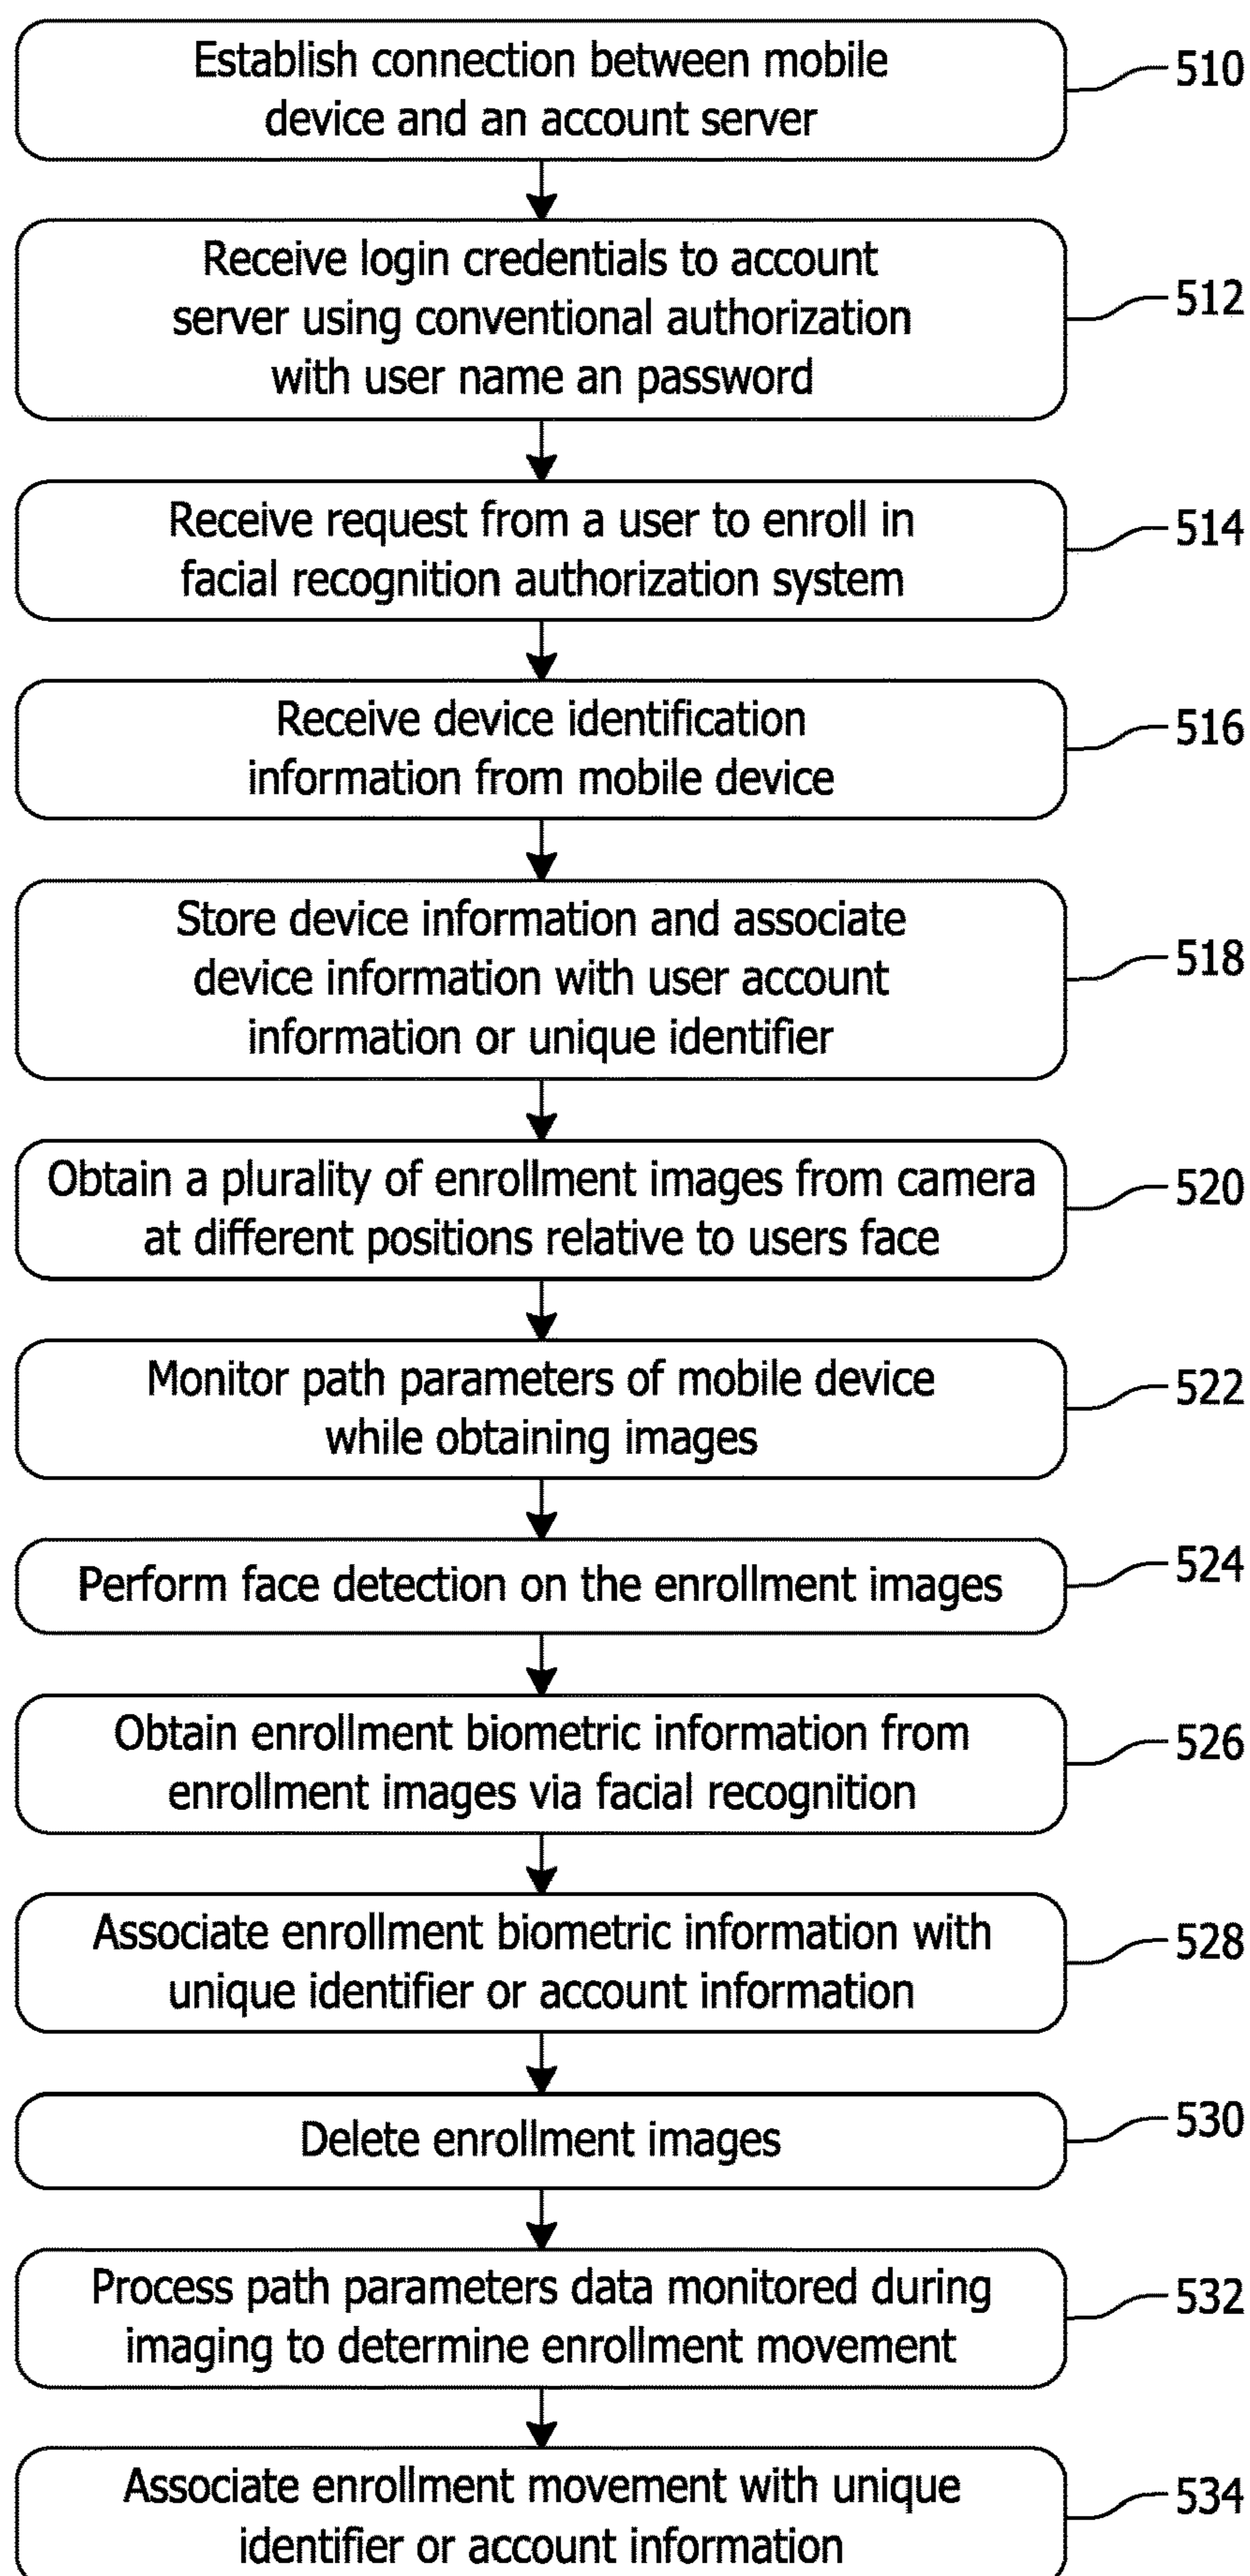 Establish connection between mobile
device and an account server
510
Receive login credentials to account
server using conventional authorization
with user name an password
512
Receive request from a user to enroll in
facial recognition authorization system
514
Receive device identification
information from mobile device
516
Store device information and associate
device information with user account
information or unique identifier
518
Obtain a plurality of enrollment images from camera
at different positions relative to users face
520
Monitor path parameters of mobile device
while obtaining images
522
Perform face detection on the enrollment images
524
Obtain enrollment biometric information from
enrollment images via facial recognition
526
Associate enrollment biometric information with
unique identifier or account information
528
Delete enrollment images
530
Process path parameters data monitored during
imaging to determine enrollment movement
532
Associate enrollment movement with unique
identifier or account information
534